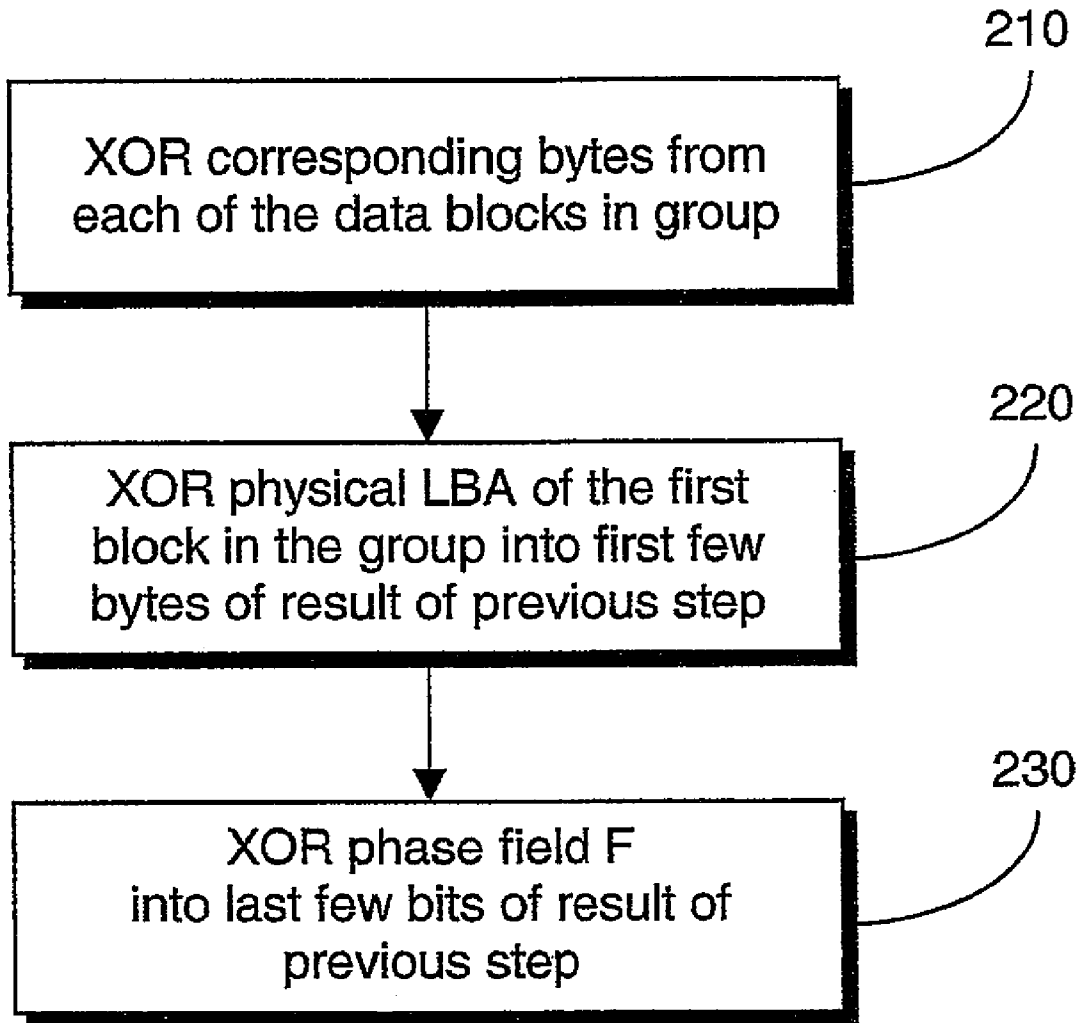 210
XOR corresponding bytes from
each of the data blocks in group
220
XOR physical LBA of the first
block in the group into first few
bytes of result of previous step
230
XOR phase field F
into last few bits of result of
previous step